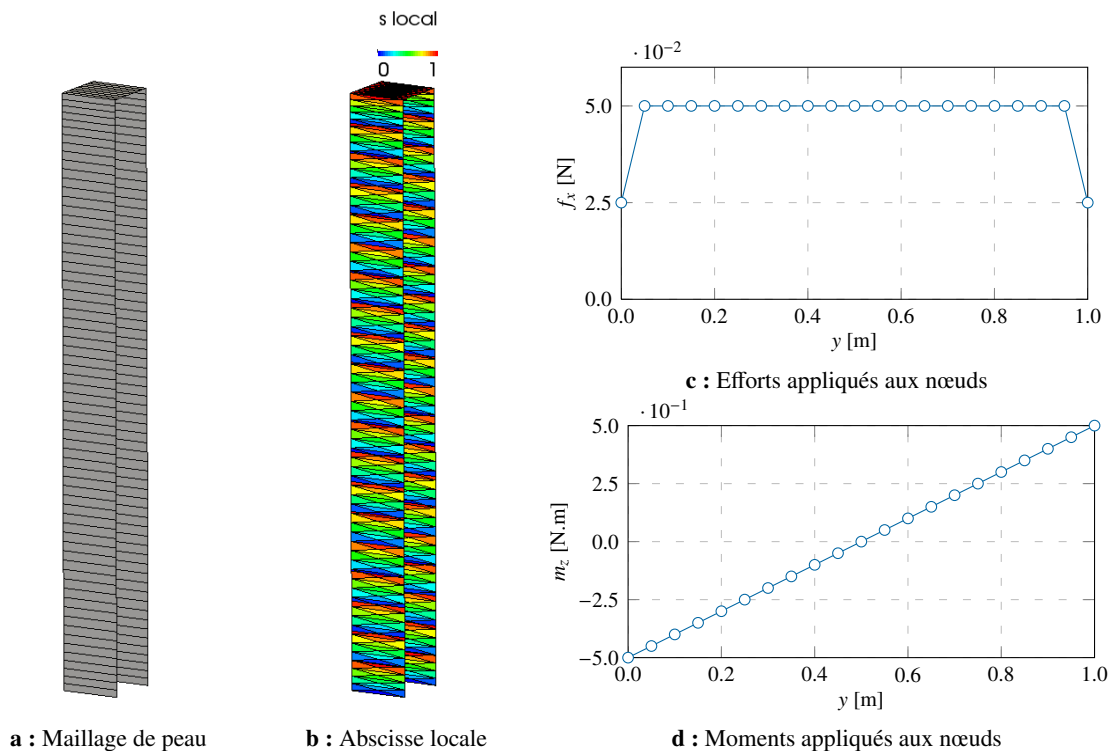 s local
0 1
a : Maillage de peau
b : Abscisse locale
· 10⁻²
5.0
2.5
0.0
f_x [N]
0.0 0.2 0.4 0.6 0.8 1.0
y [m]
c : Efforts appliqués aux nœuds
· 10⁻¹
5.0
2.5
0.0
−2.5
−5.0
m_z [N.m]
0.0 0.2 0.4 0.6 0.8 1.0
y [m]
d : Moments appliqués aux nœuds